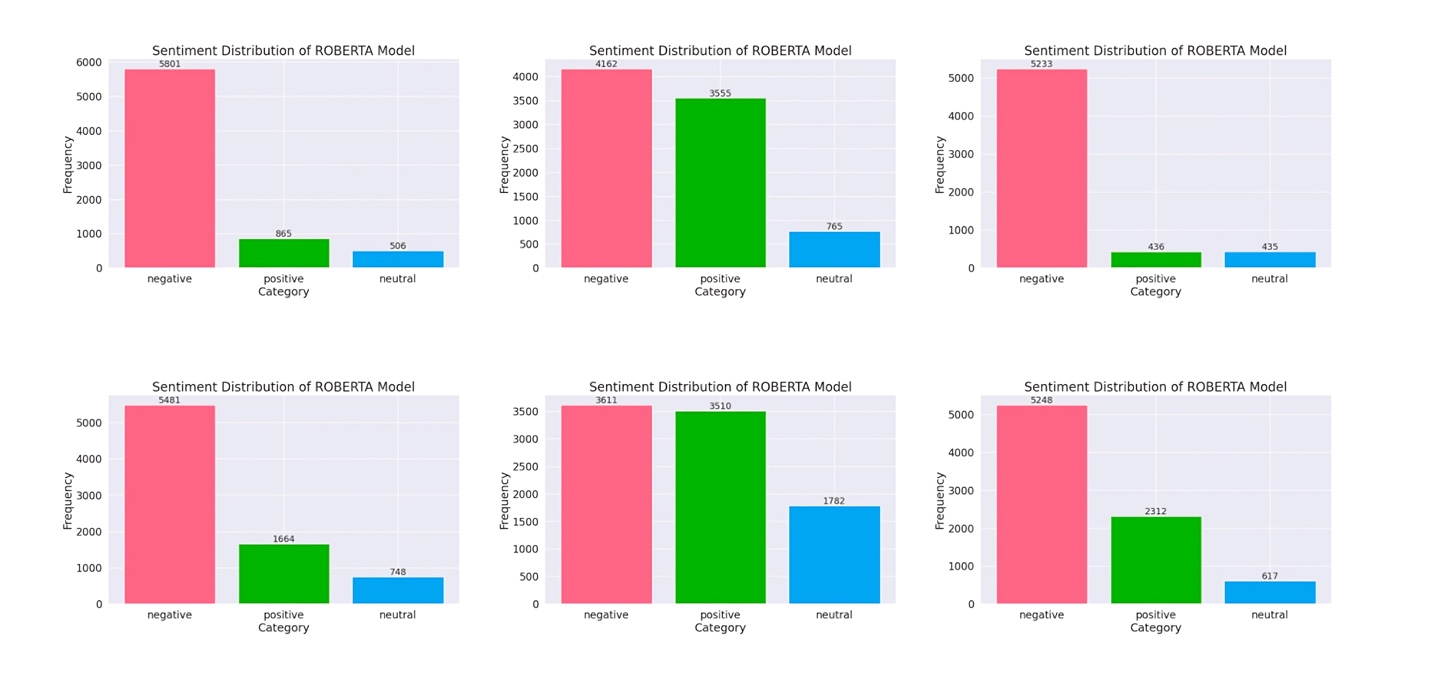 Sentiment Distribution of ROBERTA Model
5801
6000
5000
4000
3000
2000
1000
0
Frequency
865
506
negative
positive
neutral
Category
Sentiment Distribution of ROBERTA Model
4162
4000
3500
3000
2500
2000
1500
1000
500
0
Frequency
3555
765
negative
positive
neutral
Category
Sentiment Distribution of ROBERTA Model
5233
5000
4000
3000
2000
1000
0
Frequency
436
435
negative
positive
neutral
Category
Sentiment Distribution of ROBERTA Model
5481
5000
4000
3000
2000
1000
0
Frequency
1664
748
negative
positive
neutral
Category
Sentiment Distribution of ROBERTA Model
3611
3500
3000
2500
2000
1500
1000
500
0
Frequency
3510
1782
negative
positive
neutral
Category
Sentiment Distribution of ROBERTA Model
5248
5000
4000
3000
2000
1000
0
Frequency
2312
617
negative
positive
neutral
Category